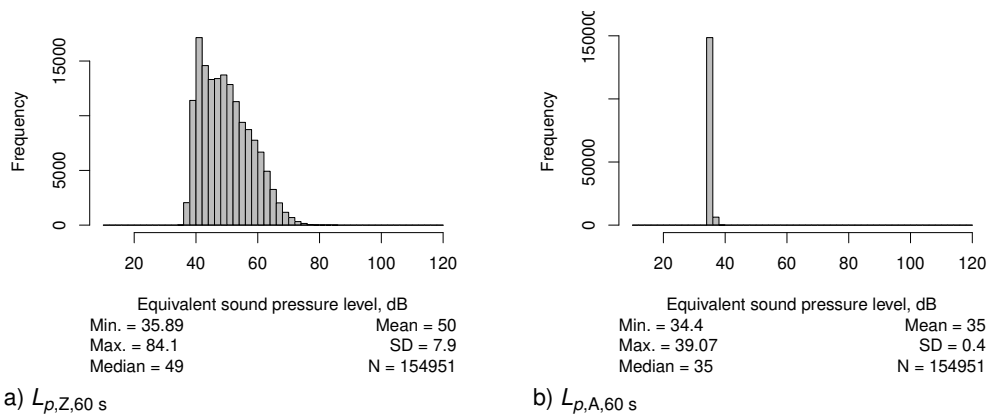 Frequency
15000
5000
0
20 40 60 80 100 120
Equivalent sound pressure level, dB
Min. = 35.89 Mean = 50
Max. = 84.1 SD = 7.9
Median = 49 N = 154951
a) Lp,Z,60 s
Frequency
150000
50000
0
20 40 60 80 100 120
Equivalent sound pressure level, dB
Min. = 34.4 Mean = 35
Max. = 39.07 SD = 0.4
Median = 35 N = 154951
b) Lp,A,60 s